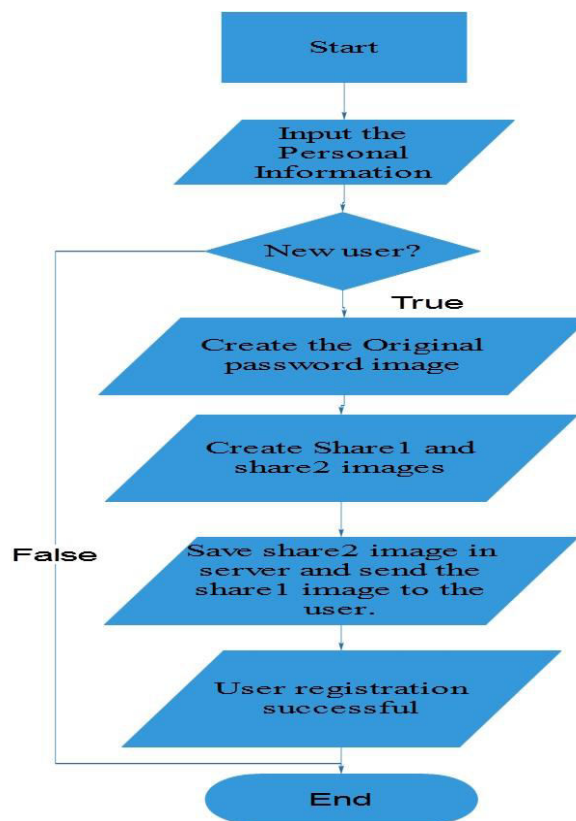 Start
Input the
Personal
Information
New user?
True
Create the Original
password image
Create Share1 and
share2 images
False
Save share2 image in
server and send the
share1 image to the
user.
User registration
successful
End